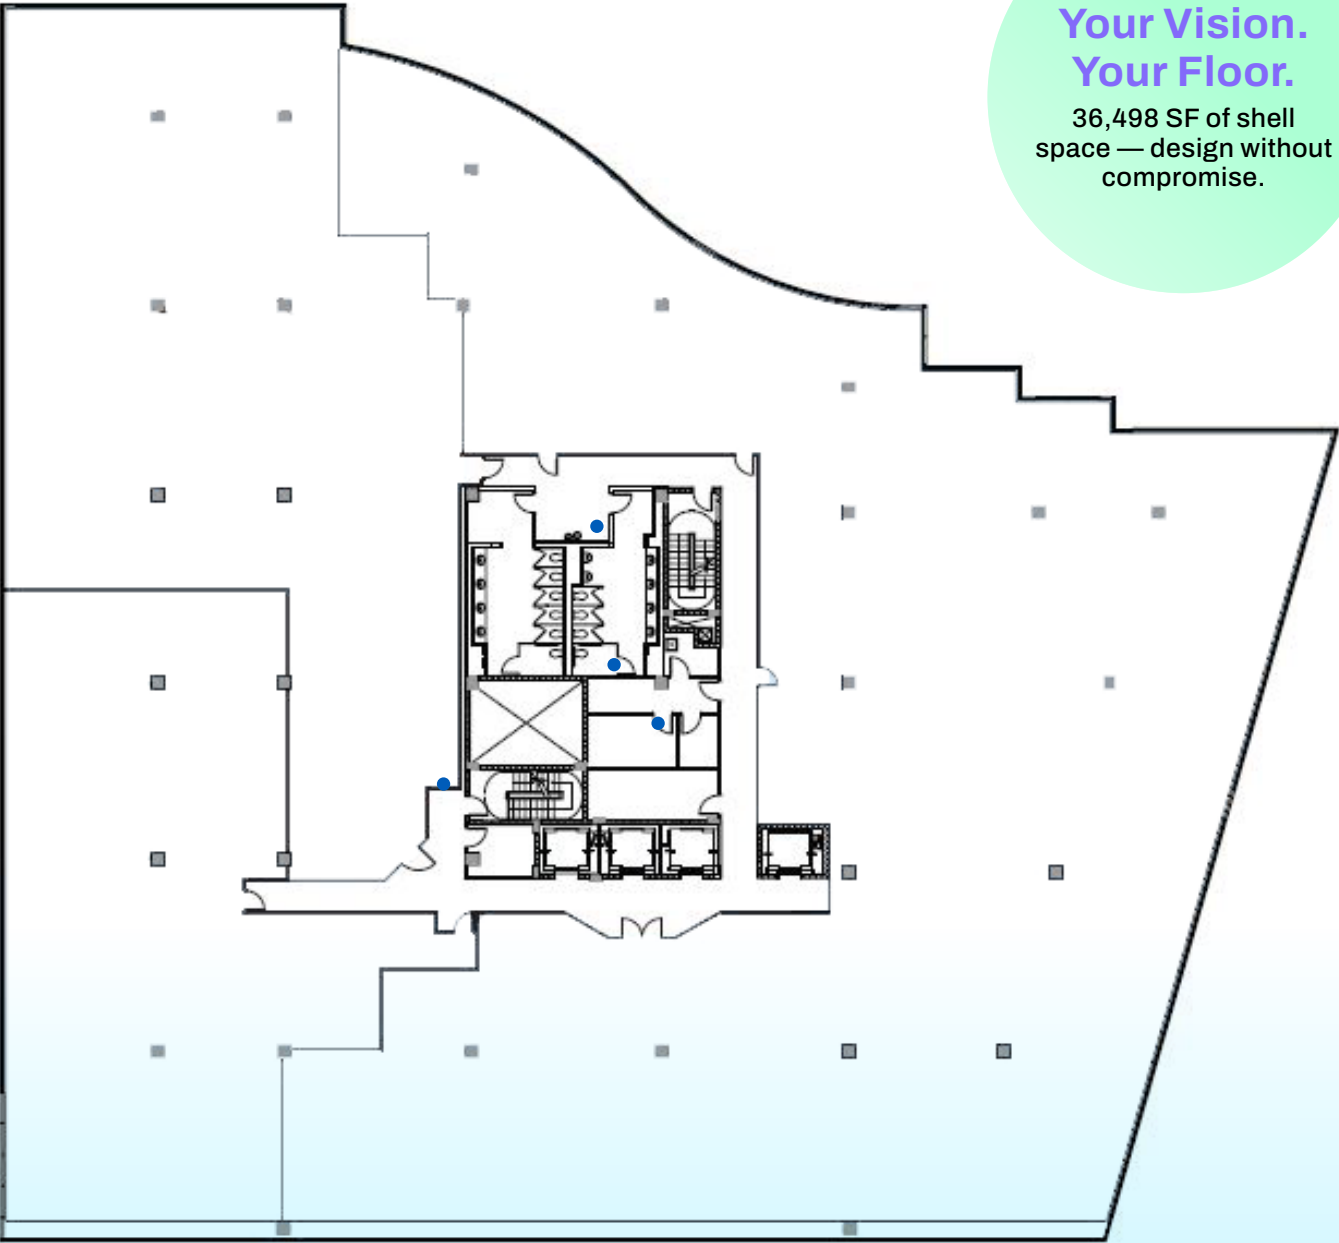 Your Vision.
Your Floor.
36,498 SF of shell
space — design without
compromise.